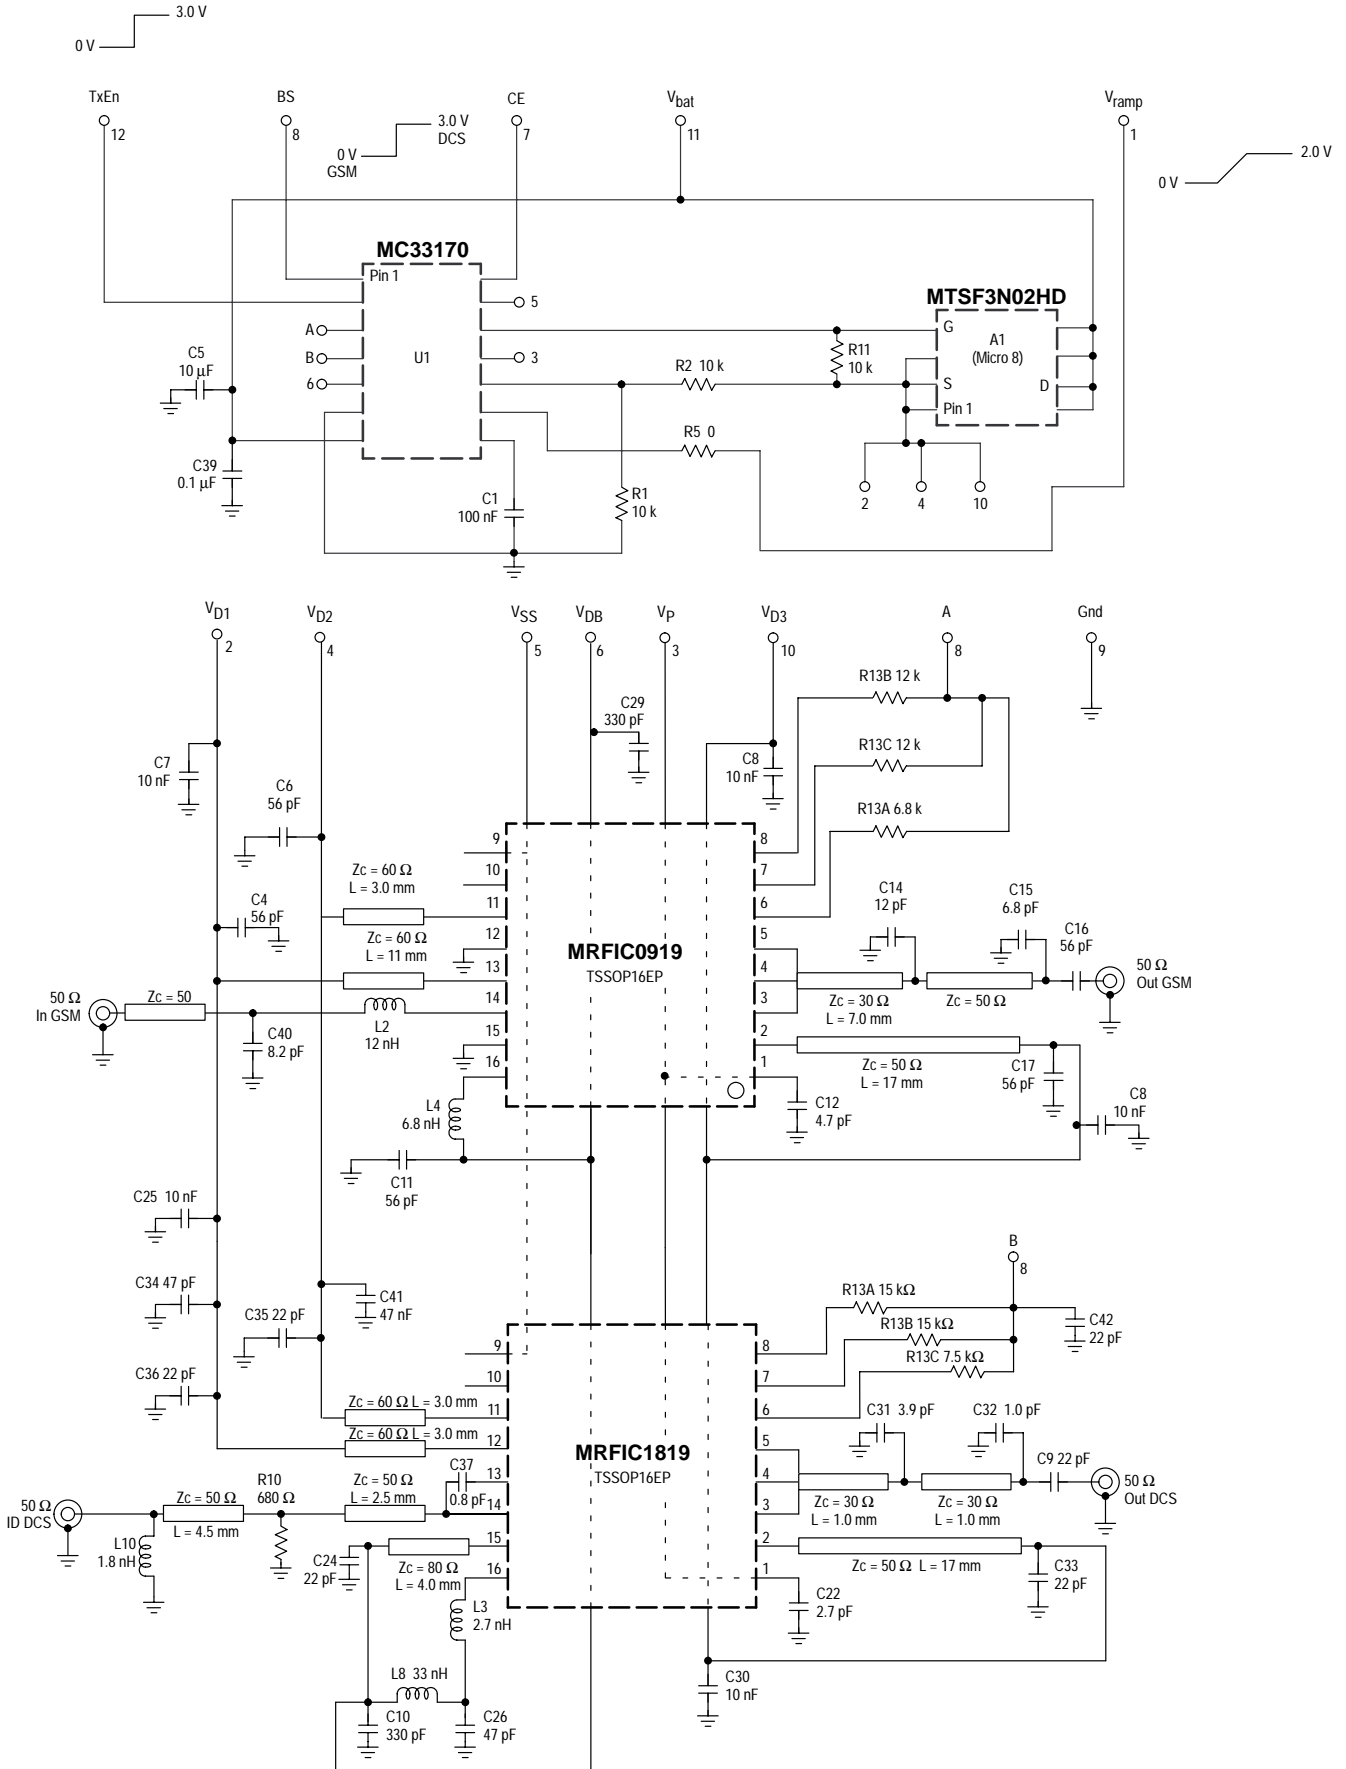 3.0 V
0 V
TxEn
12
BS
8
CE
7
3.0 V
DCS
0 V
GSM
Vbat
11
Vramp
1
2.0 V
0 V
MC33170
Pin 1
U1
A
B
6
5
3
C5
10 µF
C39
0.1 µF
C1
100 nF
R1
10 k
R2 10 k
R5 0
R11
10 k
MTSF3N02HD
G
A1
(Micro 8)
S
D
Pin 1
2
4
10
VD1
2
VD2
4
VSS
5
VDB
6
VP
3
VD3
10
A
8
Gnd
9
C29
330 pF
C8
10 nF
R13B 12 k
R13C 12 k
R13A 6.8 k
C7
10 nF
C6
56 pF
C4
56 pF
Zc = 60 Ω
L = 3.0 mm
Zc = 60 Ω
L = 11 mm
50 Ω
In GSM
Zc = 50
C40
8.2 pF
L2
12 nH
9
10
11
12
13
14
15
16
MRFIC0919
TSSOP16EP
8
7
6
5
4
3
2
1
C14
12 pF
C15
6.8 pF
C16
56 pF
50 Ω
Out GSM
Zc = 30 Ω
L = 7.0 mm
Zc = 50 Ω
Zc = 50 Ω
L = 17 mm
C17
56 pF
C12
4.7 pF
C8
10 nF
L4
6.8 nH
C11
56 pF
C25 10 nF
C34 47 pF
C35 22 pF
C41
47 nF
C36 22 pF
B
8
R13A 15 kΩ
R13B 15 kΩ
R13C 7.5 kΩ
C42
22 pF
Zc = 60 Ω L = 3.0 mm
Zc = 60 Ω L = 3.0 mm
9
10
11
12
13
14
15
16
MRFIC1819
TSSOP16EP
8
7
6
5
4
3
2
1
C31 3.9 pF
C32 1.0 pF
C9 22 pF
50 Ω
Out DCS
Zc = 30 Ω
L = 1.0 mm
Zc = 30 Ω
L = 1.0 mm
Zc = 50 Ω L = 17 mm
C33
22 pF
C22
2.7 pF
C30
10 nF
50 Ω
ID DCS
Zc = 50 Ω
L = 4.5 mm
L10
1.8 nH
R10
680 Ω
Zc = 50 Ω
L = 2.5 mm
C37
0.8 pF
C24
22 pF
Zc = 80 Ω
L = 4.0 mm
L3
2.7 nH
L8 33 nH
C10
330 pF
C26
47 pF